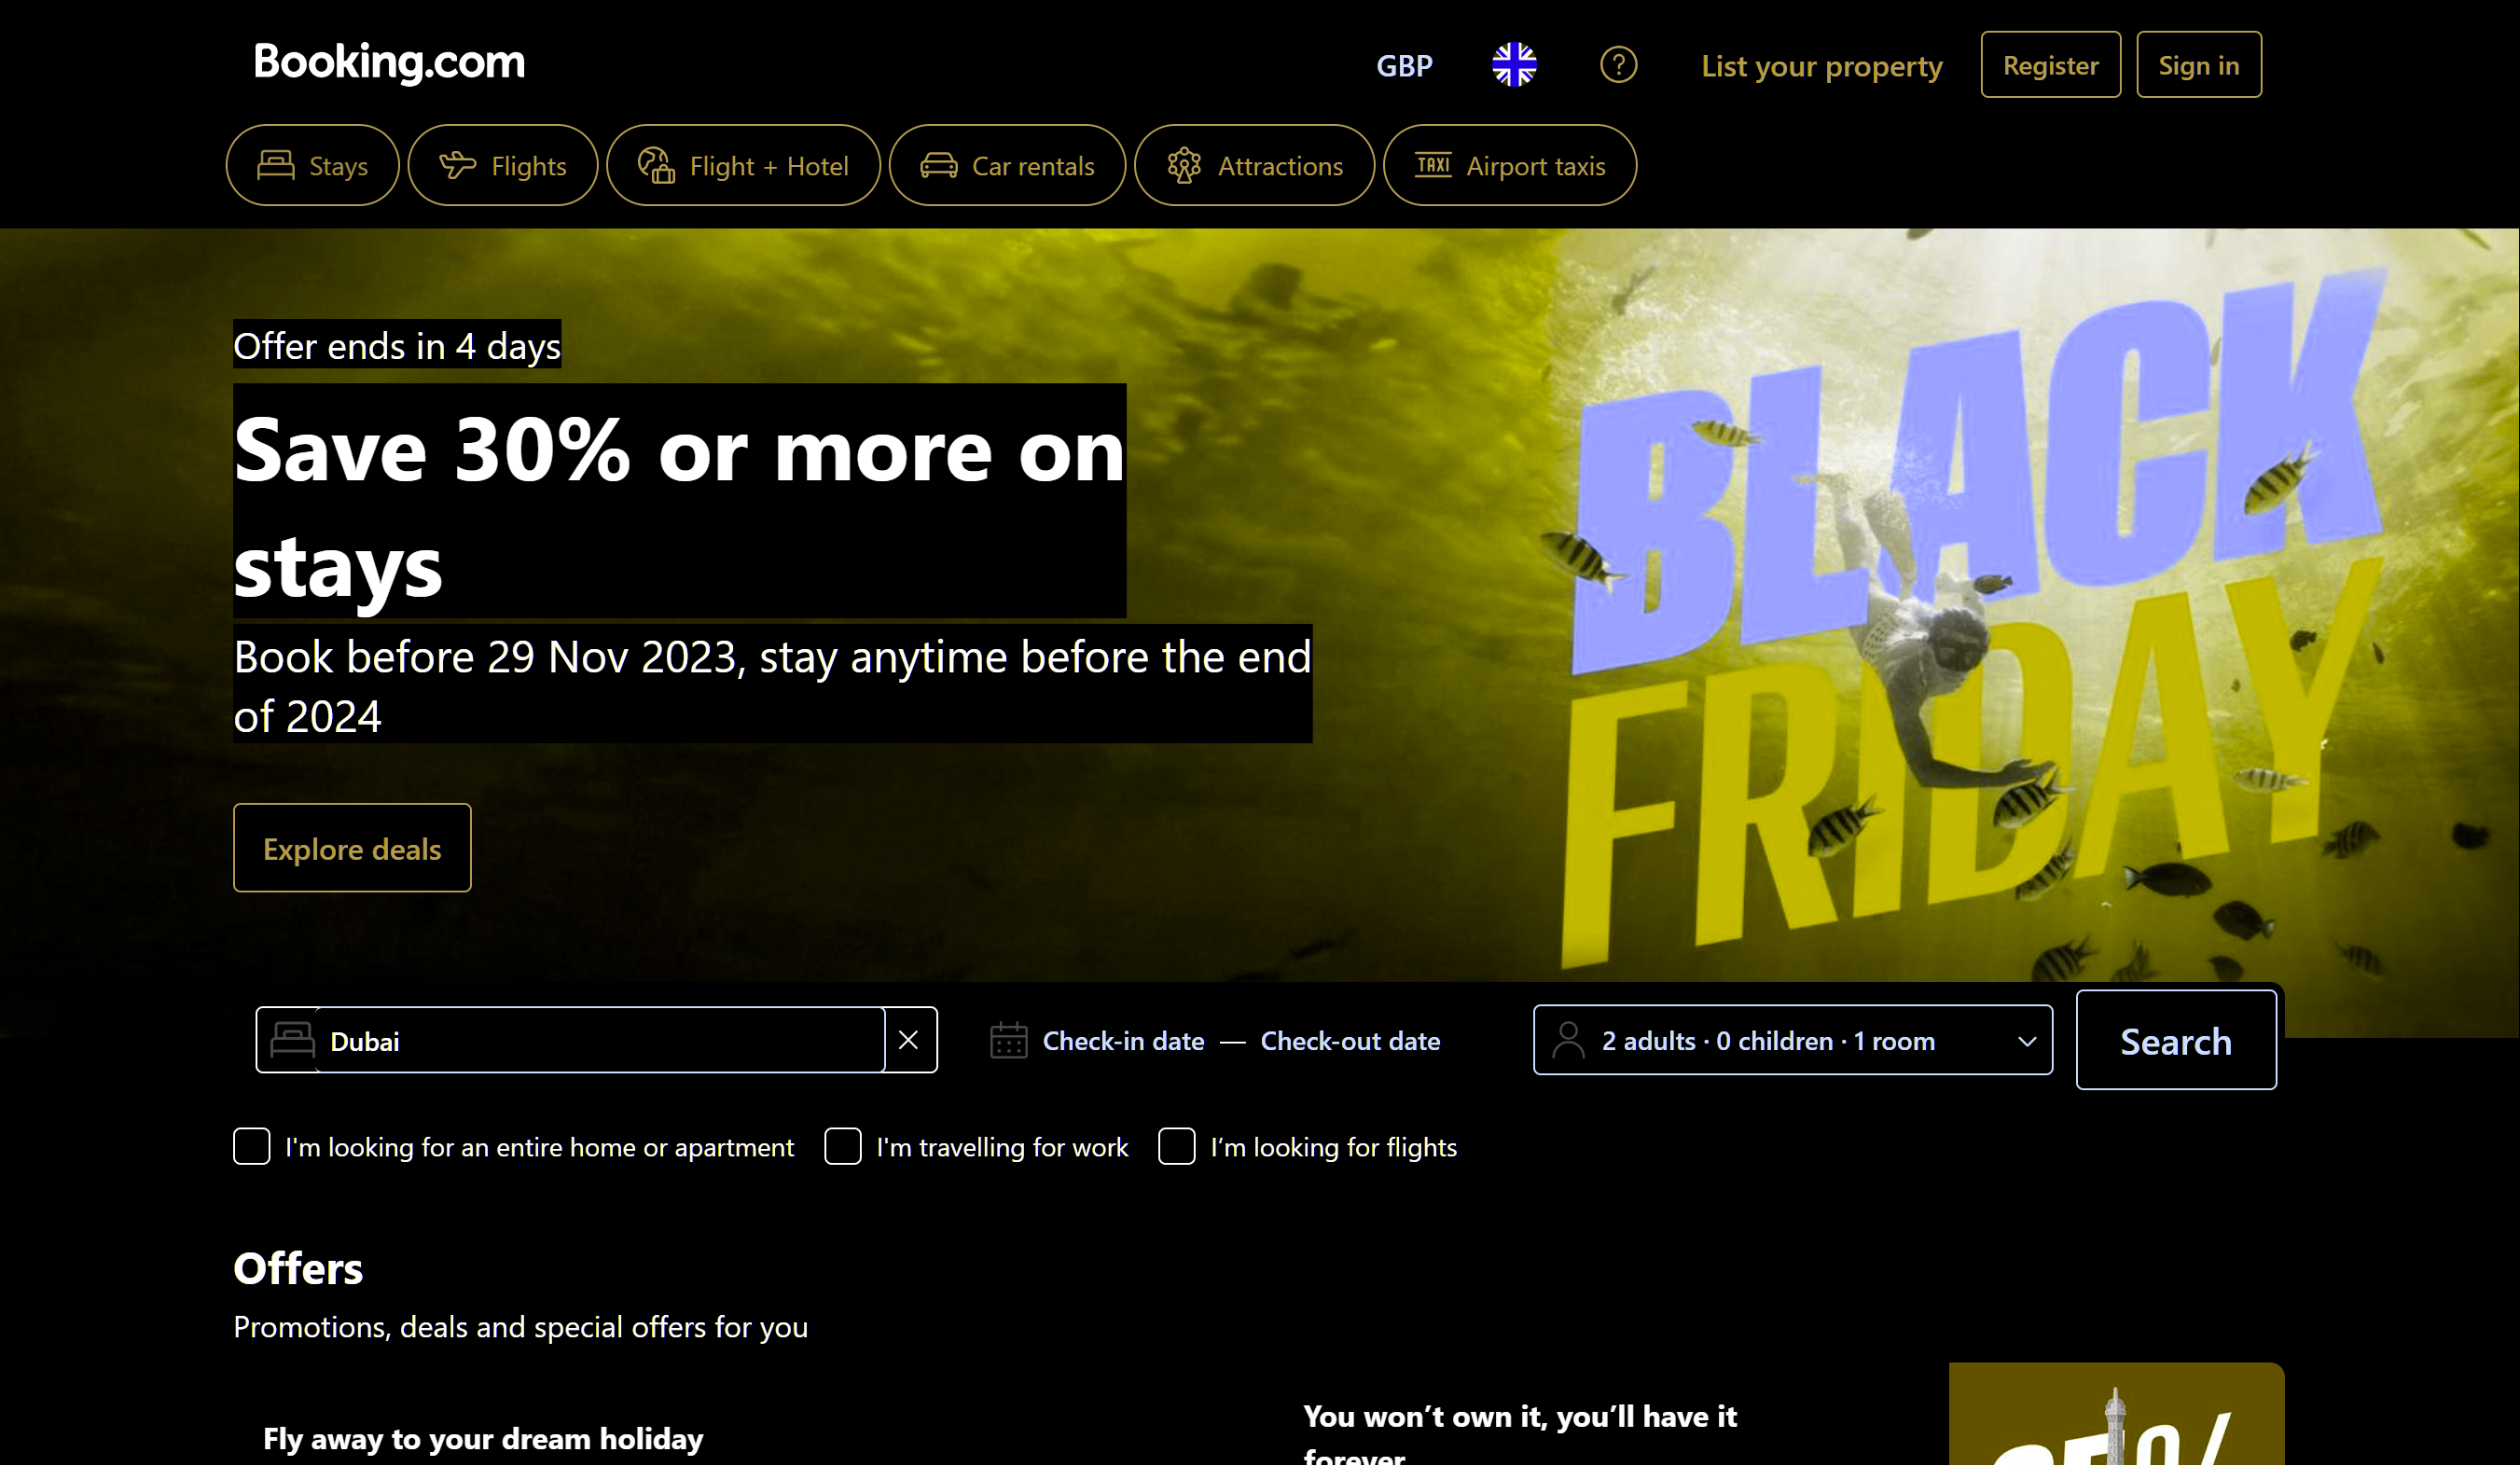 Booking.com
GBP
List your property
Register
Sign in
Stays
Flights
Flight + Hotel
Car rentals
Attractions
TAXI
Airport taxis
Offer ends in 4 days
Save 30% or more on
stays
Book before 29 Nov 2023, stay anytime before the end
of 2024
Explore deals
BLACK
FRIDAY
Dubai
Check-in date — Check-out date
2 adults · 0 children · 1 room
Search
I'm looking for an entire home or apartment
I'm travelling for work
I’m looking for flights
Offers
Promotions, deals and special offers for you
Fly away to your dream holiday
You won’t own it, you’ll have it
forever